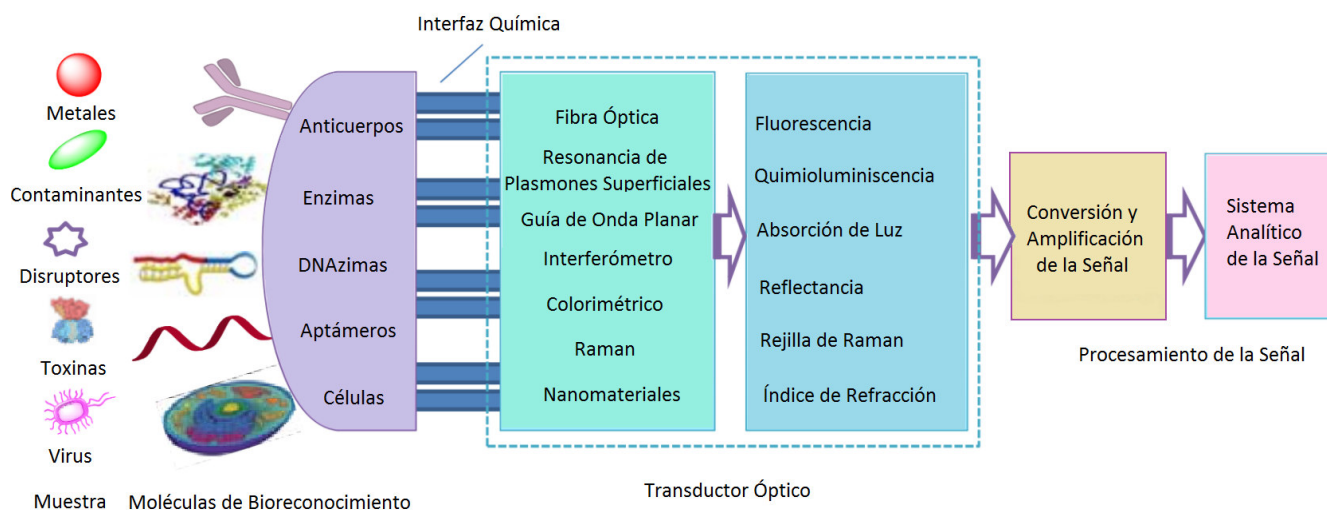 Interfaz Química
Metales
Contaminantes
Disruptores
Toxinas
Virus
Muestra
Anticuerpos
Enzimas
DNAzimas
Aptámeros
Células
Moléculas de Bioreconocimiento
Fibra Óptica
Resonancia de
Plasmones Superficiales
Guía de Onda Planar
Interferómetro
Colorimétrico
Raman
Nanomateriales
Fluorescencia
Quimioluminiscencia
Absorción de Luz
Reflectancia
Rejilla de Raman
Índice de Refracción
Transductor Óptico
Conversión y
Amplificación
de la Señal
Sistema
Analítico
de la Señal
Procesamiento de la Señal